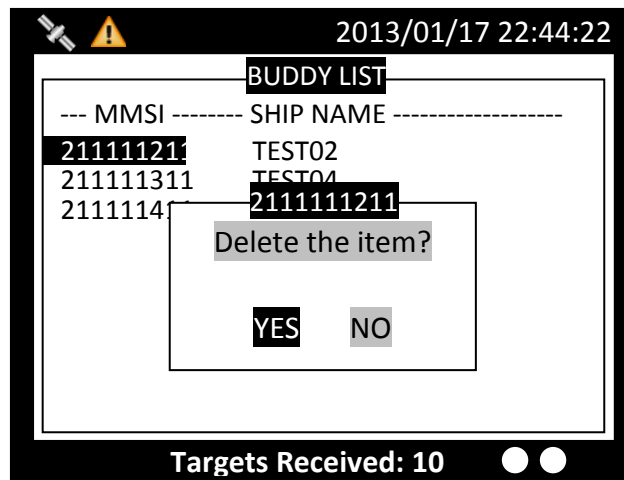 2013/01/17 22:44:22
BUDDY LIST
--- MMSI -------- SHIP NAME -------------------
211111211 TEST02
211111311 TEST04
2111111211
Delete the item?
YES NO
Targets Received: 10